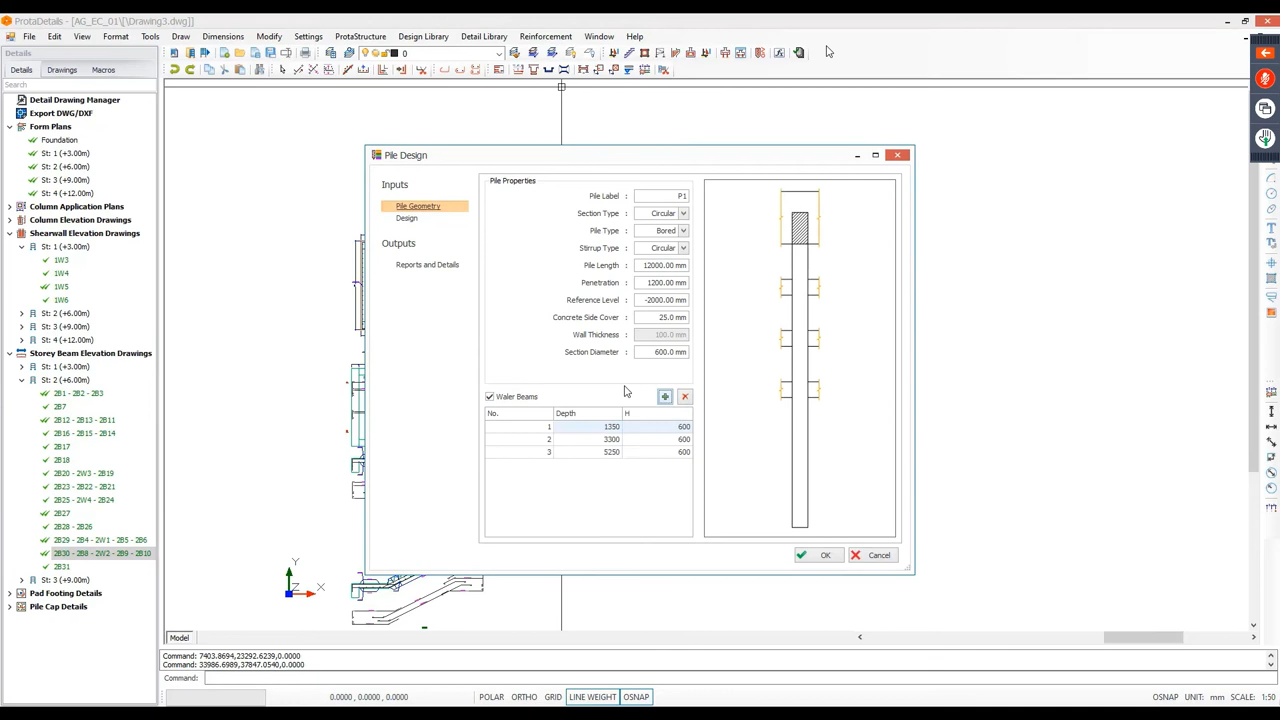 ProtaDetails - [AG_EC_01\[\Drawing3.dwg]]
File Edit View Format Tools Draw Dimensions Modify Settings ProtaStructure Design Library Detail Library Reinforcement Window Help
Details
0
Details Drawings Macros
Search
Detail Drawing Manager
Export DWG/DXF
Form Plans
Foundation
St: 1 (+3.00m)
St: 2 (+6.00m)
St: 3 (+9.00m)
St: 4 (+12.00m)
Column Application Plans
Column Elevation Drawings
Shearwall Elevation Drawings
St: 1 (+3.00m)
1W3
1W4
1W5
1W6
St: 2 (+6.00m)
St: 3 (+9.00m)
St: 4 (+12.00m)
Storey Beam Elevation Drawings
St: 1 (+3.00m)
St: 2 (+6.00m)
2B1 - 2B2 - 2B3
2B7
2B12 - 2B13 - 2B11
2B16 - 2B15 - 2B14
2B17
2B18
2B20 - 2W3 - 2B19
2B23 - 2B22 - 2B21
2B25 - 2W4 - 2B24
2B27
2B28 - 2B26
2B29 - 2B4 - 2W1 - 2B5 - 2B6
2B30 - 2B8 - 2W2 - 2B9 - 2B10
2B31
St: 3 (+9.00m)
Pad Footing Details
Pile Cap Details
Pile Design
Inputs
Pile Geometry
Design
Outputs
Reports and Details
Pile Properties
Pile Label : P1
Section Type : Circular
Pile Type : Bored
Stirrup Type : Circular
Pile Length : 12000.00 mm
Penetration : 1200.00 mm
Reference Level : -2000.00 mm
Concrete Side Cover : 25.0 mm
Wall Thickness : 100.0 mm
Section Diameter : 600.0 mm
Waler Beams
No. Depth H
1 1350 600
2 3300 600
3 5250 600
OK Cancel
Y
Z X
Model
Command: 7403.8694,23292.6239,0.0000
Command: 33986.6989,37847.0540,0.0000
Command:
0.0000 , 0.0000 , 0.0000 POLAR ORTHO GRID LINE WEIGHT OSNAP OSNAP UNIT: mm SCALE: 1:50